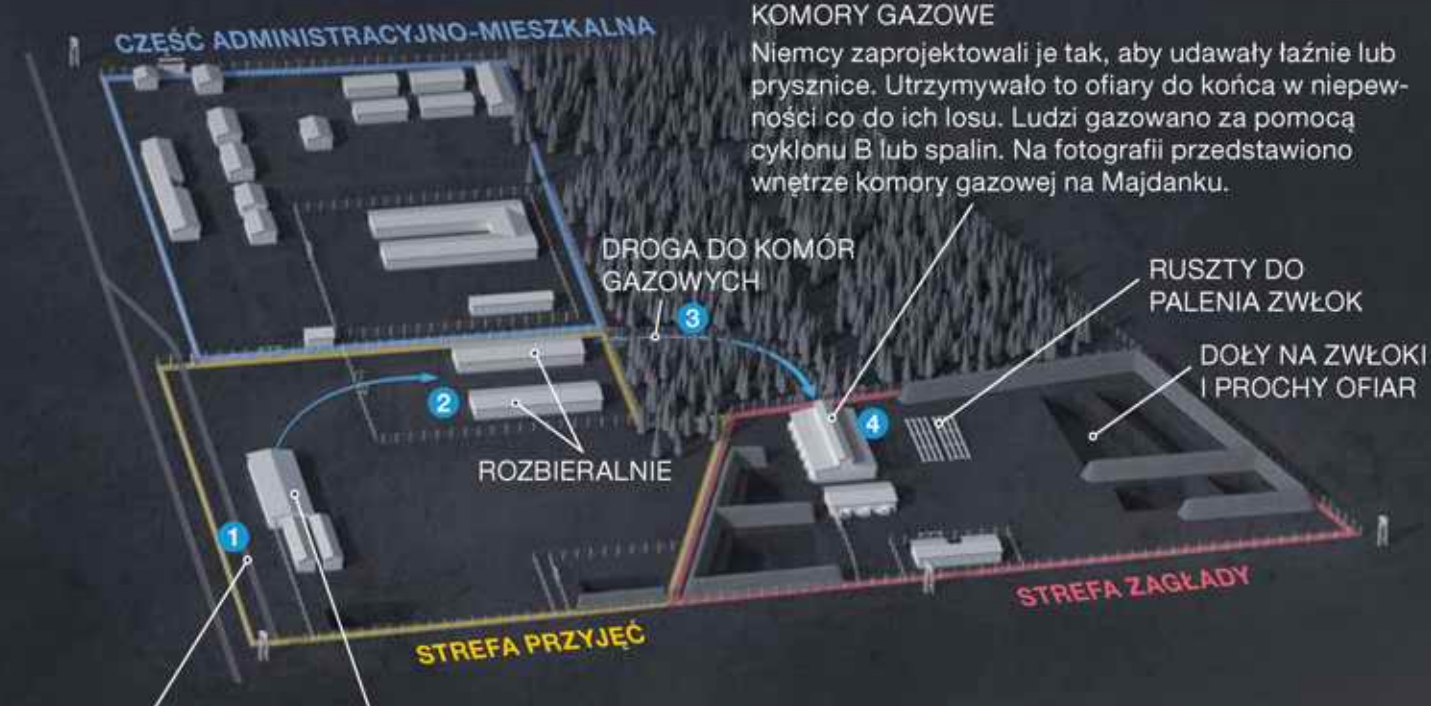 CZĘŚĆ ADMINISTRACYJNO-MIESZKALNA
KOMORY GAZOWE
Niemcy zaprojektowali je tak, aby udawały łaźnie lub
prysznice. Utrzymywało to ofiary do końca w niepew-
ności co do ich losu. Ludzi gazowano za pomocą
cyklonu B lub spalin. Na fotografii przedstawiono
wnętrze komory gazowej na Majdanku.
DROGA DO KOMÓR
GAZOWYCH
3
RUSZTY DO
PALENIA ZWŁOK
DOŁY NA ZWŁOKI
I PROCHY OFIAR
2
4
ROZBIERALNIE
1
STREFA ZAGŁADY
STREFA PRZYJĘĆ